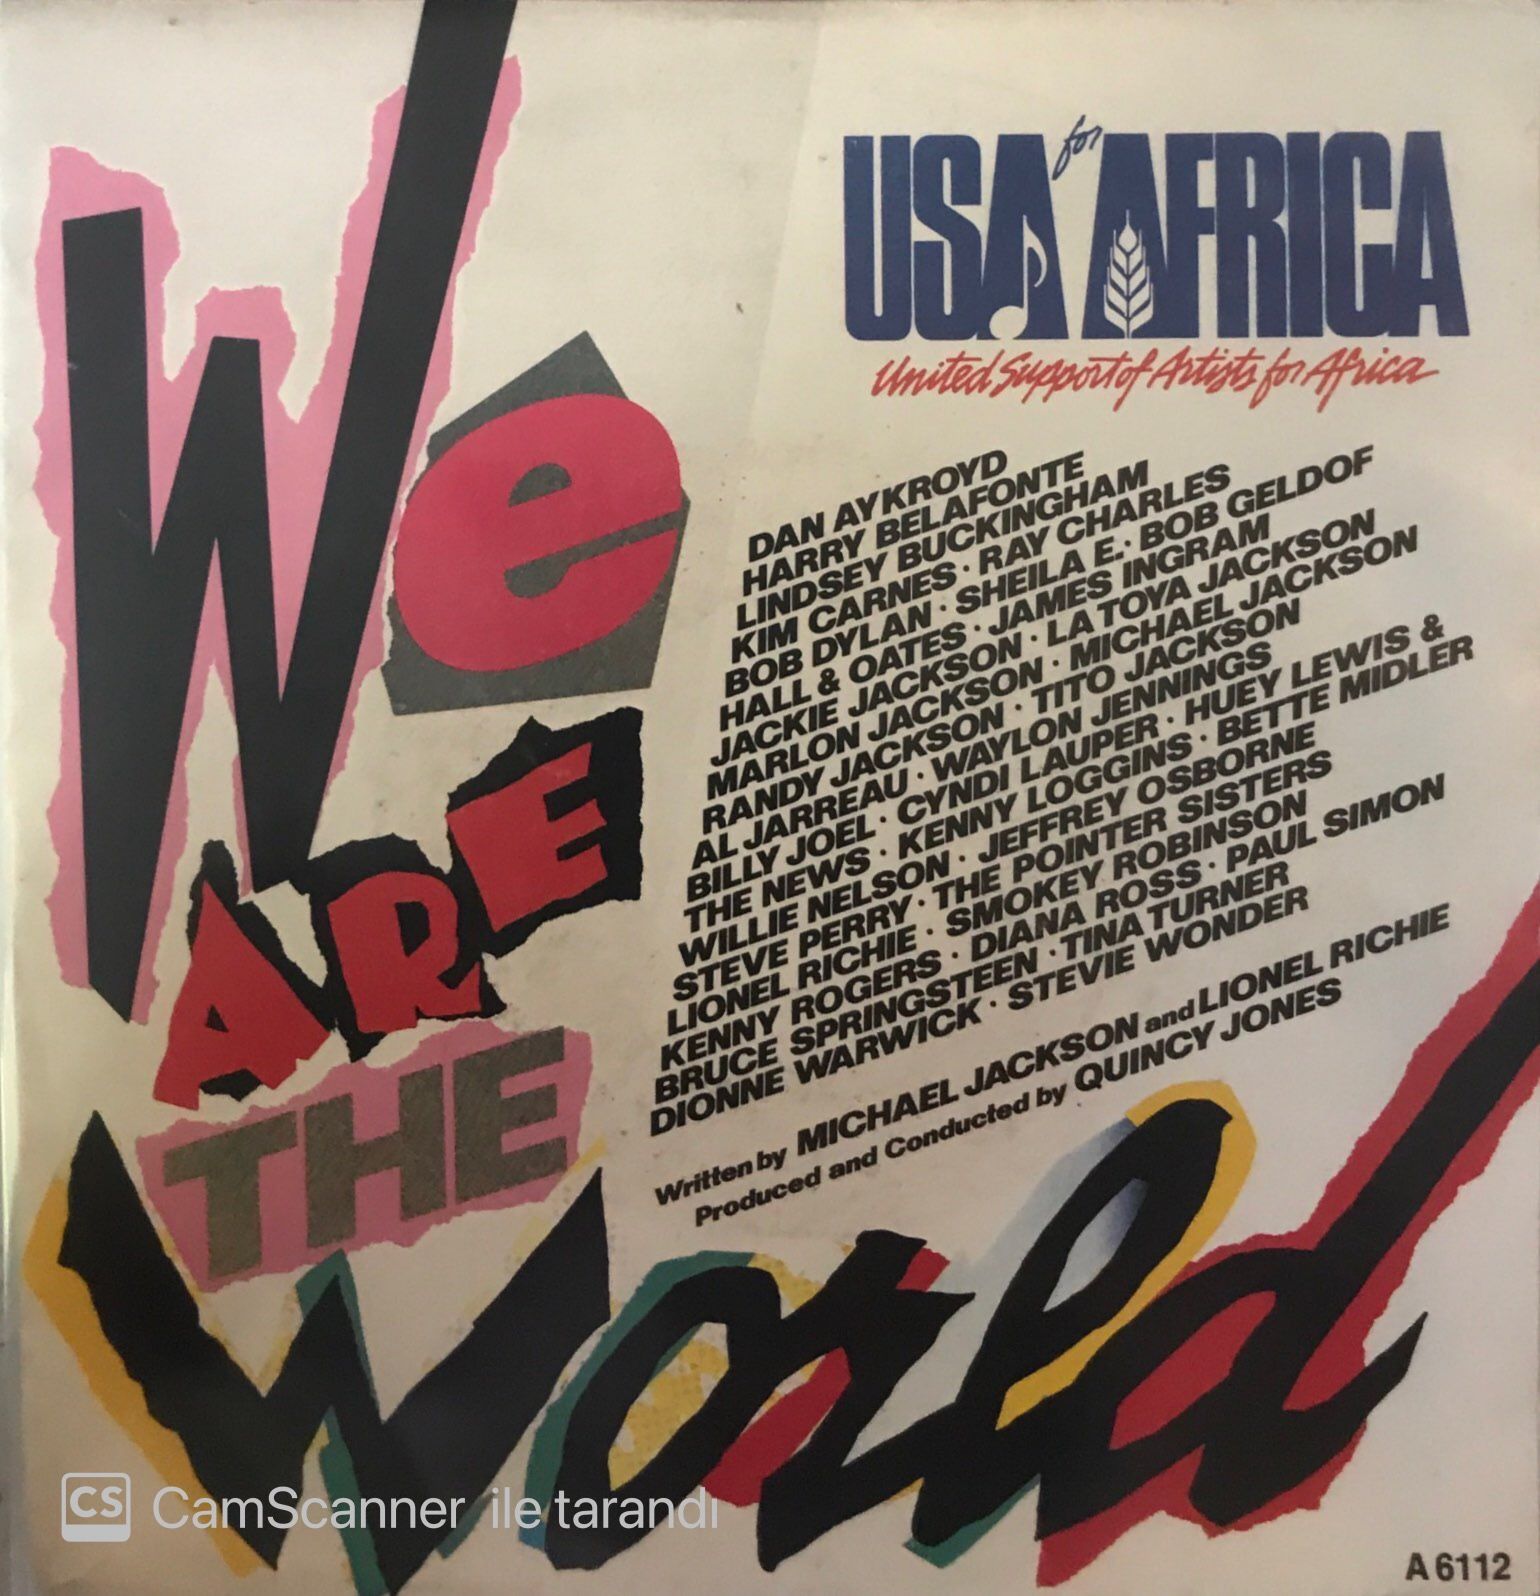 We
ARE
THE
World
USA for AFRICA
United Support of Artists for Africa
DAN AYKROYD
HARRY BELAFONTE
LINDSEY BUCKINGHAM
KIM CARNES · RAY CHARLES
BOB DYLAN · SHEILA E. · BOB GELDOF
HALL & OATES · JAMES INGRAM
JACKIE JACKSON · LA TOYA JACKSON
MARLON JACKSON · MICHAEL JACKSON
RANDY JACKSON · TITO JACKSON
AL JARREAU · WAYLON JENNINGS
BILLY JOEL · CYNDI LAUPER · HUEY LEWIS &
THE NEWS · KENNY LOGGINS · BETTE MIDLER
WILLIE NELSON · JEFFREY OSBORNE
STEVE PERRY · THE POINTER SISTERS
LIONEL RICHIE · SMOKEY ROBINSON
KENNY ROGERS · DIANA ROSS · PAUL SIMON
BRUCE SPRINGSTEEN · TINA TURNER
DIONNE WARWICK · STEVIE WONDER
Written by MICHAEL JACKSON and LIONEL RICHIE
Produced and Conducted by QUINCY JONES
CS CamScanner ile tarandı
A 6112